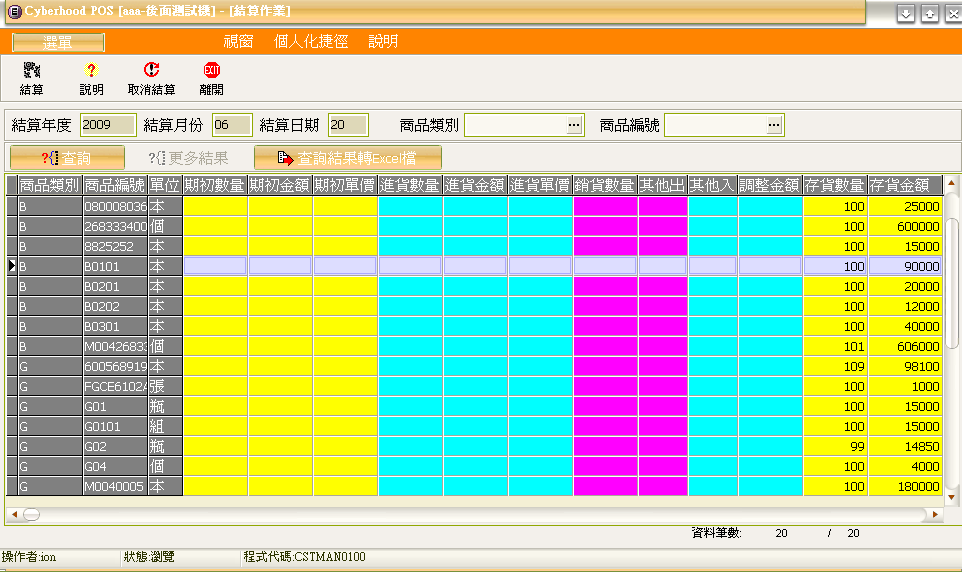 Cyberhood POS [aaa-後面測試機] - [結算作業]
選單 視窗 個人化捷徑 說明
結算 說明 取消結算 離開
結算年度 2009 結算月份 06 結算日期 20 商品類別 ... 商品編號 ...
?{¦查詢 ?{¦更多結果 查詢結果轉Excel檔
商品類別 商品編號 單位 期初數量 期初金額 期初單價 進貨數量 進貨金額 進貨單價 銷貨數量 其他出 其他入 調整金額 存貨數量 存貨金額
B 080008036 本 100 25000
B 268333400 個 100 600000
B 8825252 本 100 15000
B B0101 本 100 90000
B B0201 本 100 20000
B B0202 本 100 12000
B B0301 本 100 40000
B M00426833 個 101 606000
G 600568919 本 109 98100
G FGCE6102A 張 100 1000
G G01 瓶 100 15000
G G0101 組 100 15000
G G02 瓶 99 14850
G G04 個 100 4000
G M0040005 本 100 180000
資料筆數: 20 / 20
操作者:ion 狀態:瀏覽 程式代碼:CSTMAN0100